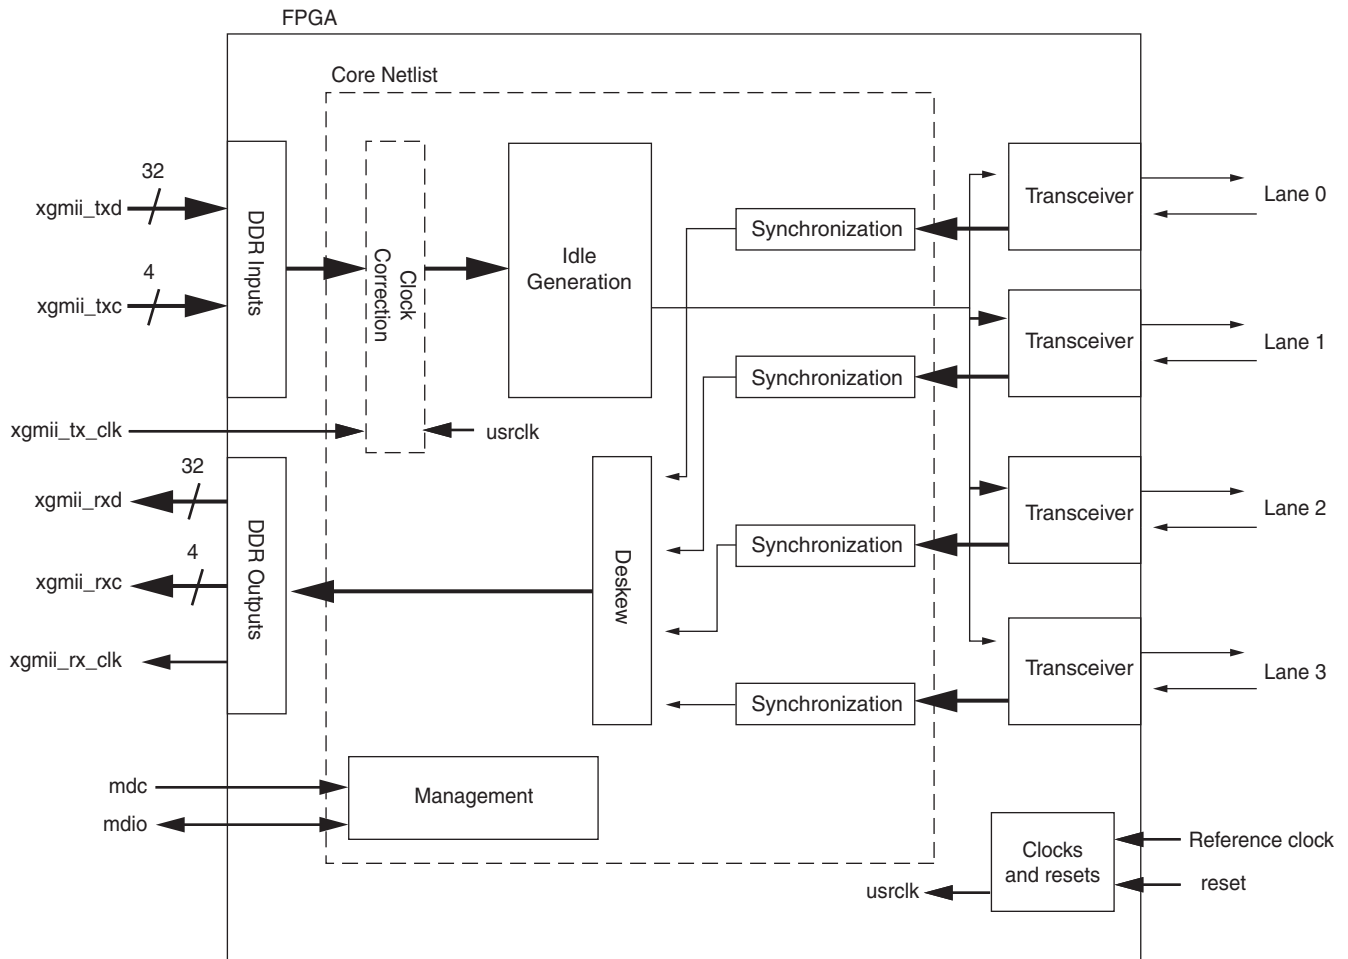 FPGA
Core Netlist
32
xgmii_txd
4
xgmii_txc
DDR Inputs
Clock
Correction
Idle
Generation
xgmii_tx_clk
usrclk
Synchronization
Transceiver
Lane 0
Synchronization
Transceiver
Lane 1
32
xgmii_rxd
4
xgmii_rxc
xgmii_rx_clk
DDR Outputs
Deskew
Synchronization
Transceiver
Lane 2
Synchronization
Transceiver
Lane 3
mdc
mdio
Management
Clocks
and resets
Reference clock
reset
usrclk